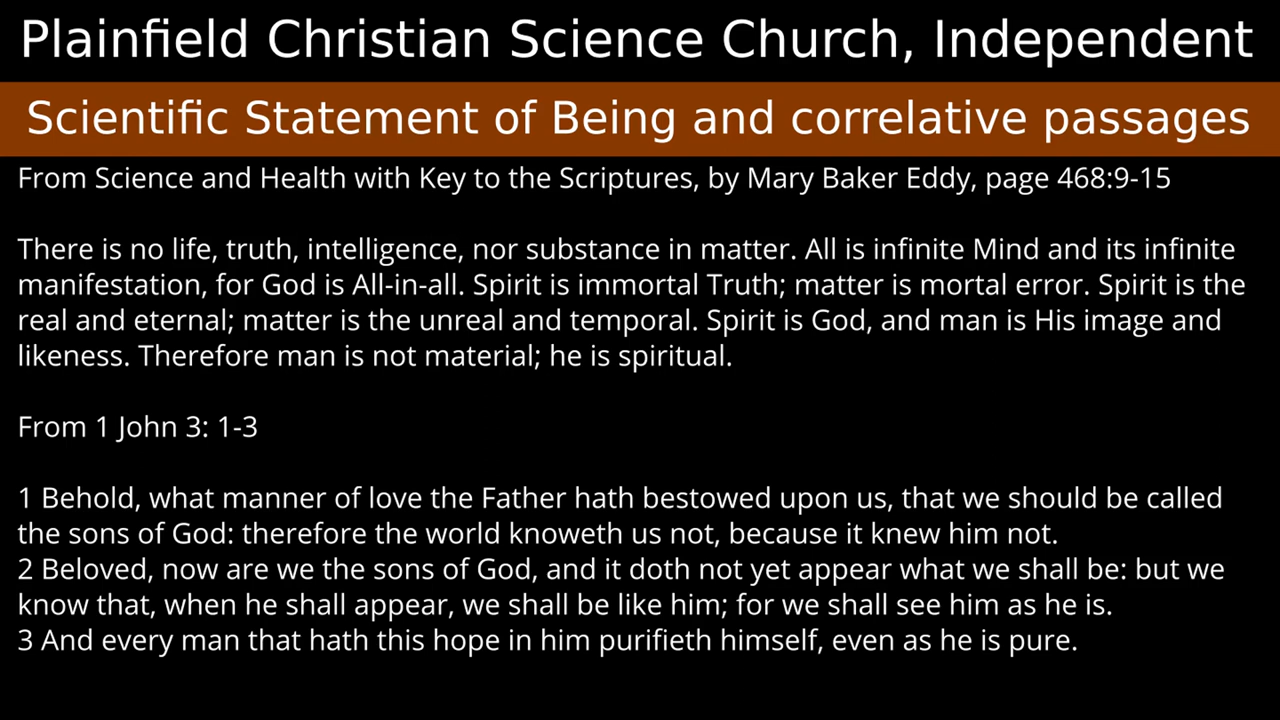 Plainfield Christian Science Church, Independent
Scientific Statement of Being and correlative passages
From Science and Health with Key to the Scriptures, by Mary Baker Eddy, page 468:9-15
There is no life, truth, intelligence, nor substance in matter. All is infinite Mind and its infinite
manifestation, for God is All-in-all. Spirit is immortal Truth; matter is mortal error. Spirit is the
real and eternal; matter is the unreal and temporal. Spirit is God, and man is His image and
likeness. Therefore man is not material; he is spiritual.
From 1 John 3: 1-3
1 Behold, what manner of love the Father hath bestowed upon us, that we should be called
the sons of God: therefore the world knoweth us not, because it knew him not.
2 Beloved, now are we the sons of God, and it doth not yet appear what we shall be: but we
know that, when he shall appear, we shall be like him; for we shall see him as he is.
3 And every man that hath this hope in him purifieth himself, even as he is pure.